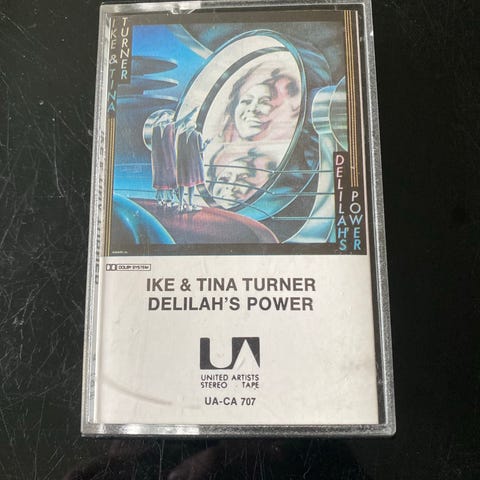 IKE & TINA
TURNER
DELILAH'S
POWER
DOLBY SYSTEM
IKE & TINA TURNER
DELILAH'S POWER
UA
UNITED ARTISTS
STEREO TAPE
UA-CA 707